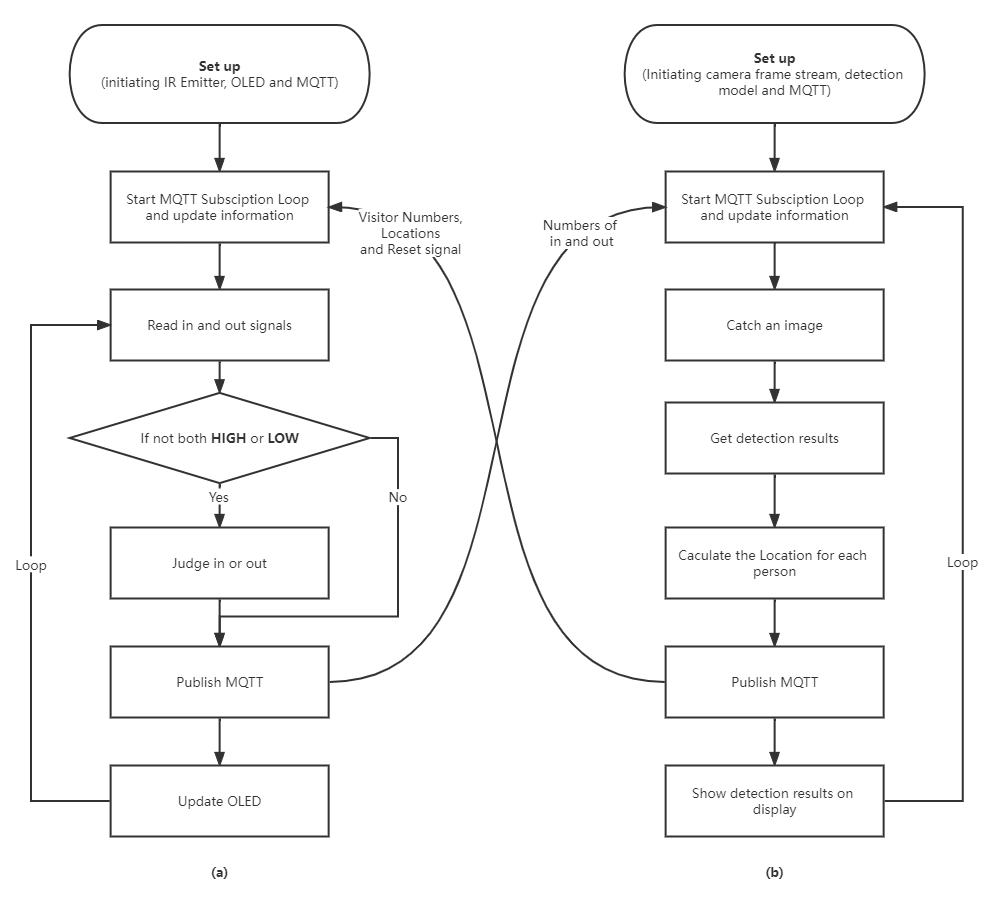 Set up
(initiating IR Emitter, OLED and MQTT)
Start MQTT Subsciption Loop
and update information
Read in and out signals
If not both HIGH or LOW
Yes
No
Judge in or out
Loop
Publish MQTT
Update OLED
(a)
Visitor Numbers,
Locations
and Reset signal
Numbers of
in and out
Set up
(Initiating camera frame stream, detection
model and MQTT)
Start MQTT Subsciption Loop
and update information
Catch an image
Get detection results
Caculate the Location for each
person
Loop
Publish MQTT
Show detection results on
display
(b)